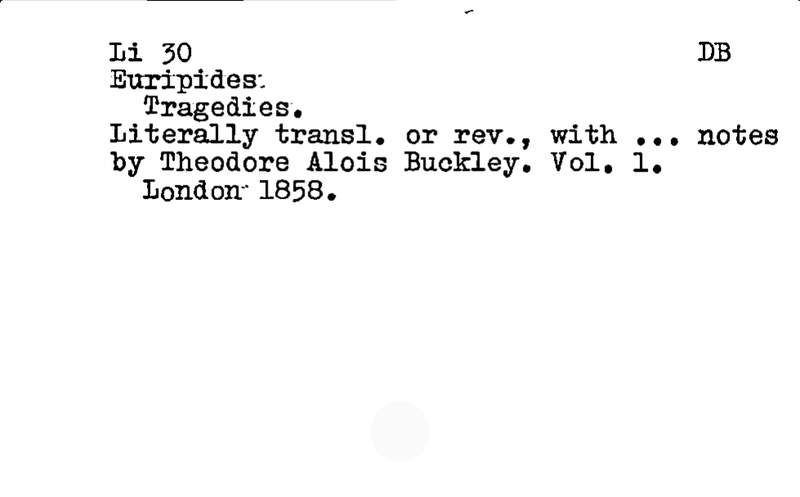 Li 30 DB
Euripides:
Tragedies.
Literally transl. or rev., with ... notes
by Theodore Alois Buckley. Vol. 1.
London 1858.